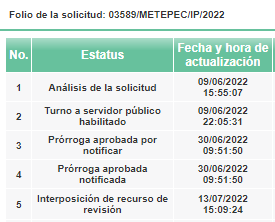 Folio de la solicitud: 03589/METEPEC/IP/2022
No. Estatus Fecha y hora de
actualización
1 Análisis de la solicitud 09/06/2022
15:55:07
2 Turno a servidor público 09/06/2022
habilitado 22:05:31
3 Prórroga aprobada por 30/06/2022
notificar 09:51:50
4 Prórroga aprobada 30/06/2022
notificada 09:51:50
5 Interposición de recurso de 13/07/2022
revisión 15:09:24